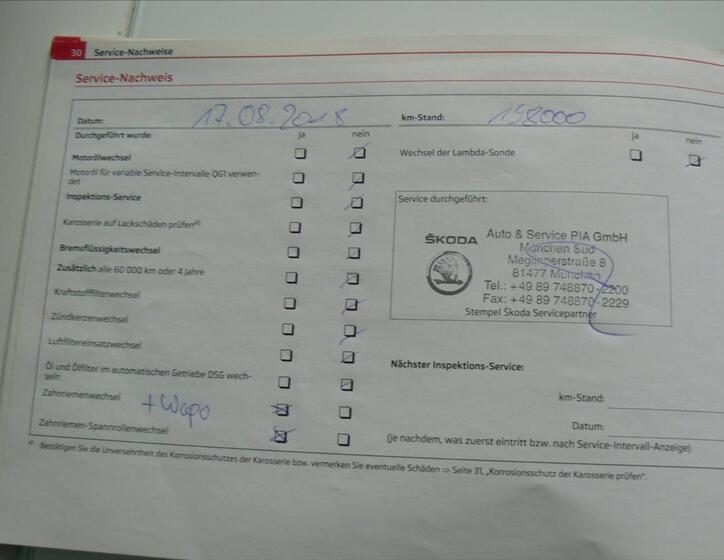 30 Service-Nachweise
Service-Nachweis
Datum: 17.08.2018
km-Stand: 192000
Durchgeführt wurde: ja nein
ja nein
Motorölwechsel
Wechsel der Lambda-Sonde
Motoröl für variable Service-Intervalle QG1 verwen-
det
Inspektions-Service
Karosserie auf Lackschäden prüfenᵃ⁾
Bremsflüssigkeitswechsel
Zusätzlich alle 60 000 km oder 4 Jahre
Kraftstofffilterwechsel
Zündkerzenwechsel
Luftfiltereinsatzwechsel
Öl und Ölfilter im automatischen Getriebe DSG wech-
seln
Zahnriemenwechsel + Wapo
Zahnriemen-Spannrollenwechsel
Service durchgeführt:
ŠKODA
Auto & Service PIA GmbH
München Süd
Meglingerstraße 8
81477 München
Tel.: +49 89 748870-2200
Fax: +49 89 748870-2229
Stempel Škoda Servicepartner
Nächster Inspektions-Service:
km-Stand:
Datum:
(je nachdem, was zuerst eintritt bzw. nach Service-Intervall-Anzeige)
ᵃ⁾ Bestätigen Sie die Unversehrtheit des Korrosionsschutzes der Karosserie bzw. vermerken Sie eventuelle Schäden ⇒ Seite 31, „Korrosionsschutz der Karosserie prüfen“.